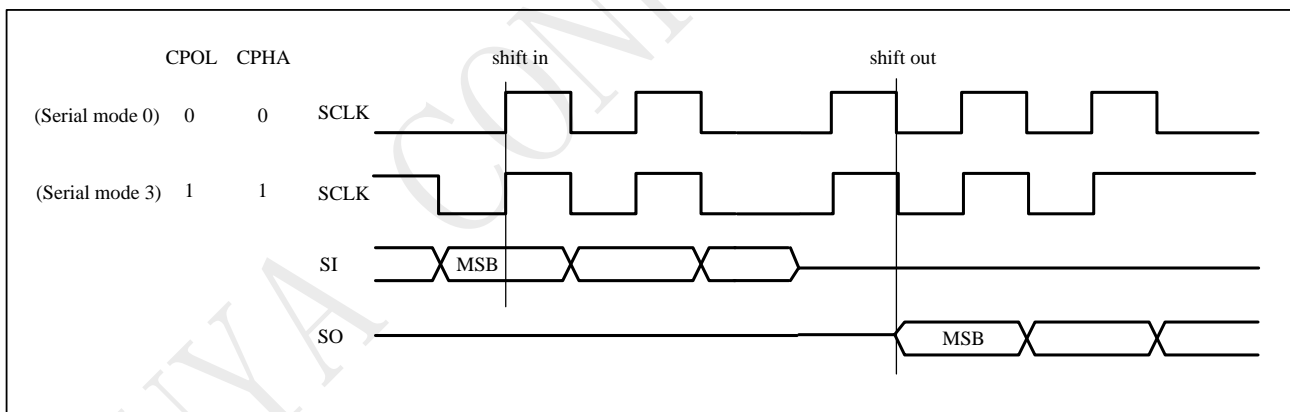 CPOL CPHA shift in shift out
(Serial mode 0) 0 0 SCLK
(Serial mode 3) 1 1 SCLK
SI MSB
SO MSB